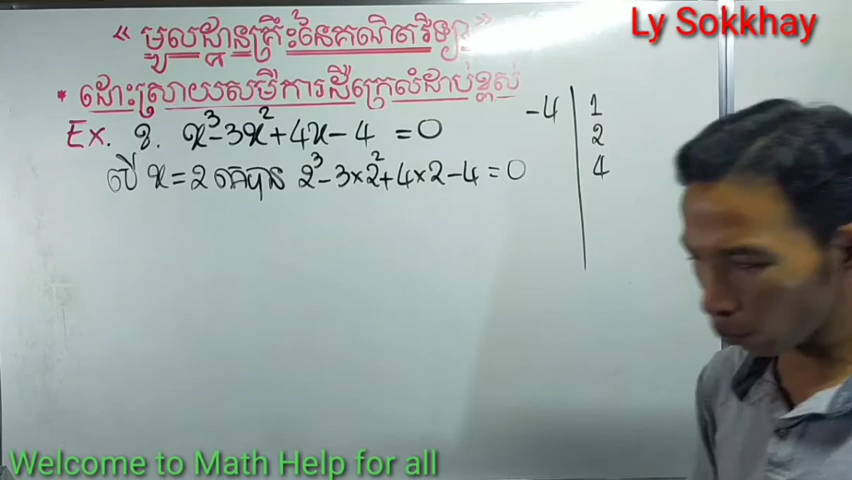 Ly Sokkhay
“ មូលដ្ឋានគ្រឹះនៃគណិតវិទ្យា ”
* ដោះស្រាយសមីការដឺក្រេលំដាប់ខ្ពស់
Ex. ១. x³-3x²+4x-4 =0
បើ x=2 គេបាន 2³-3×2²+4×2-4=0
-4 | 1
2
4
Welcome to Math Help for all